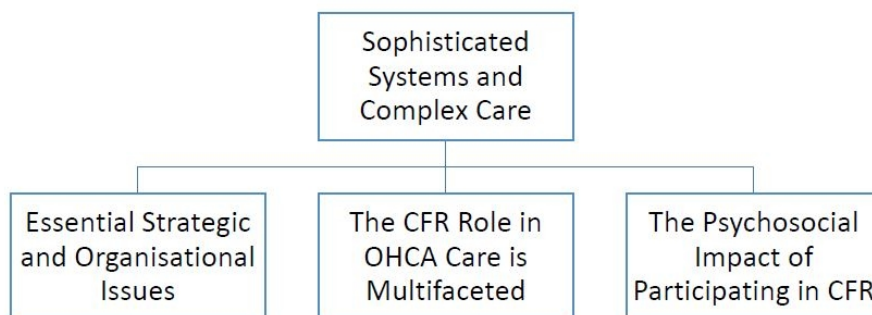 Sophisticated
Systems and
Complex Care
Essential Strategic
and Organisational
Issues
The CFR Role in
OHCA Care is
Multifaceted
The Psychosocial
Impact of
Participating in CFR